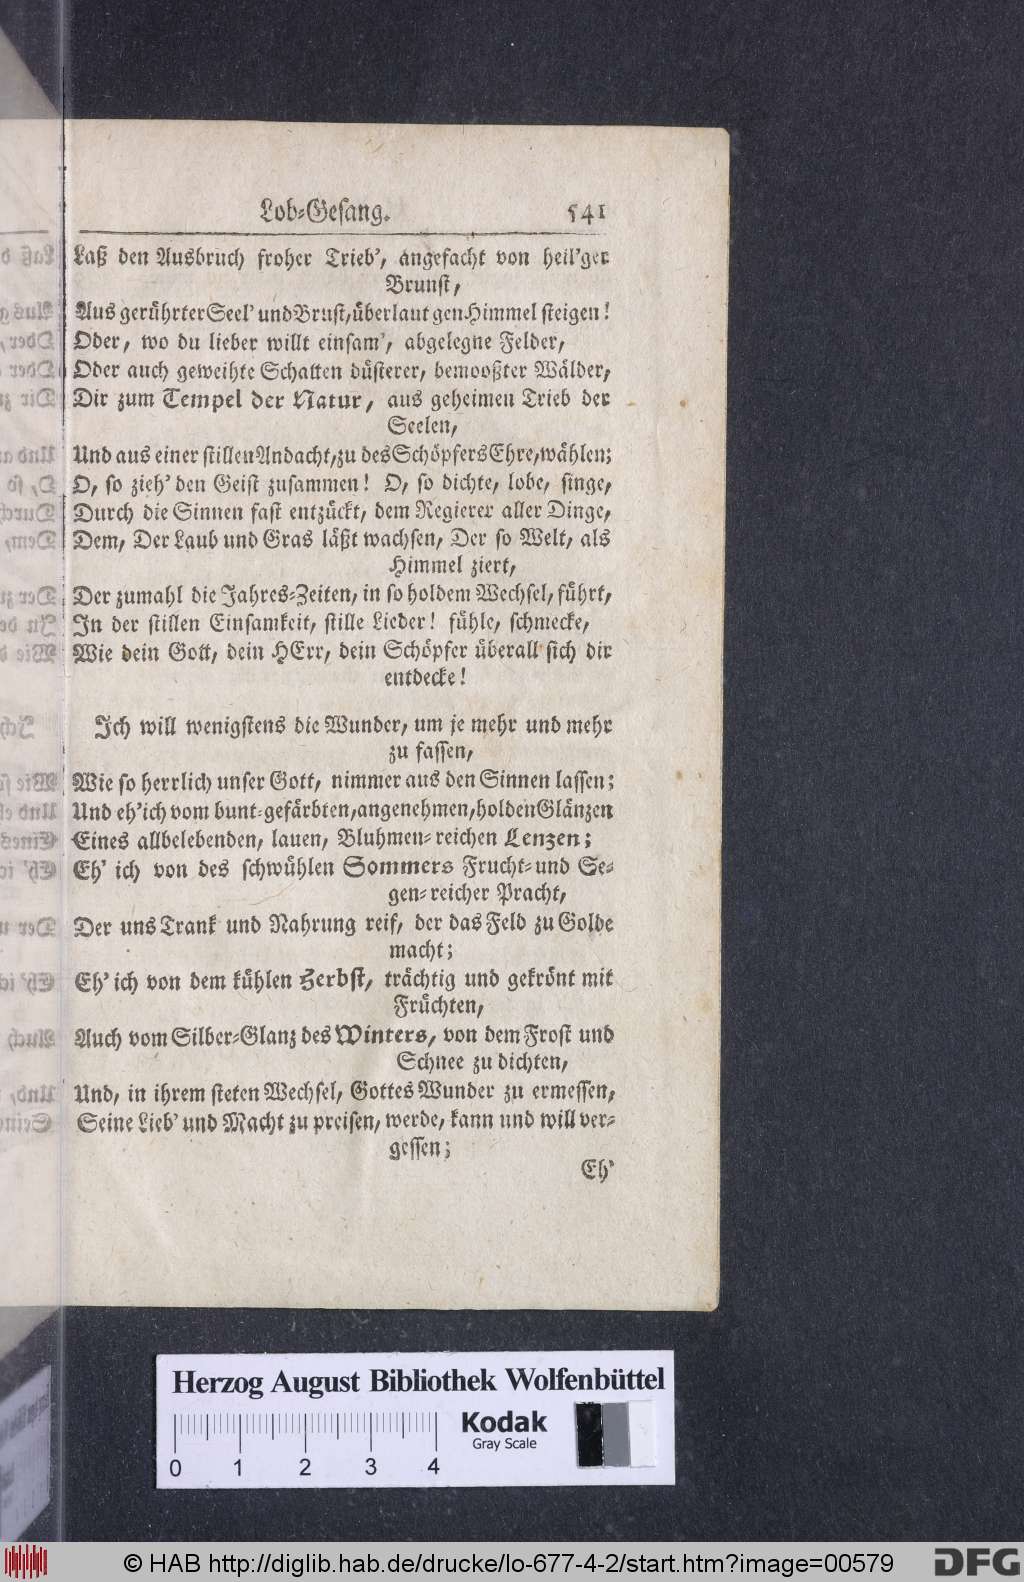 Lob-Gesang. 541
Laß den Ausbruch froher Trieb', angefacht von heil'ger
Brunst,
Aus gerührter Seel' und Brust, überlaut gen Himmel steigen!
Oder, wo du lieber willt einsam', abgelegne Felder,
Oder auch geweihte Schatten düsterer, bemooßter Wälder,
Dir zum Tempel der Natur, aus geheimen Trieb der
Seelen,
Und aus einer stillen Andacht, zu des Schöpfers Ehre, wählen;
O, so zieh' den Geist zusammen! O, so dichte, lobe, singe,
Durch die Sinnen fast entzückt, dem Regierer aller Dinge,
Dem, Der Laub und Gras läßt wachsen, Der so Welt, als
Himmel ziert,
Der zumahl die Jahres-Zeiten, in so holdem Wechsel, führt,
In der stillen Einsamkeit, stille Lieder! fühle, schmecke,
Wie dein Gott, dein HErr, dein Schöpfer überall sich dir
entdecke!
Ich will wenigstens die Wunder, um je mehr und mehr
zu fassen,
Wie so herrlich unser Gott, nimmer aus den Sinnen lassen;
Und eh' ich vom bunt-gefärbten, angenehmen, holden Glänzen
Eines allbelebenden, lauen, Bluhmen-reichen Lenzen;
Eh' ich von des schwühlen Sommers Frucht- und Se-
gen-reicher Pracht,
Der uns Trank und Nahrung reif, der das Feld zu Golde
macht;
Eh' ich von dem kühlen Herbst, trächtig und gekrönt mit
Früchten,
Auch vom Silber-Glanz des Winters, von dem Frost und
Schnee zu dichten,
Und, in ihrem steten Wechsel, Gottes Wunder zu ermessen,
Seine Lieb' und Macht zu preisen, werde, kann und will ver-
gessen;
Eh'
Herzog August Bibliothek Wolfenbüttel
Kodak
Gray Scale
0 1 2 3 4
© HAB http://diglib.hab.de/drucke/lo-677-4-2/start.htm?image=00579
DFG